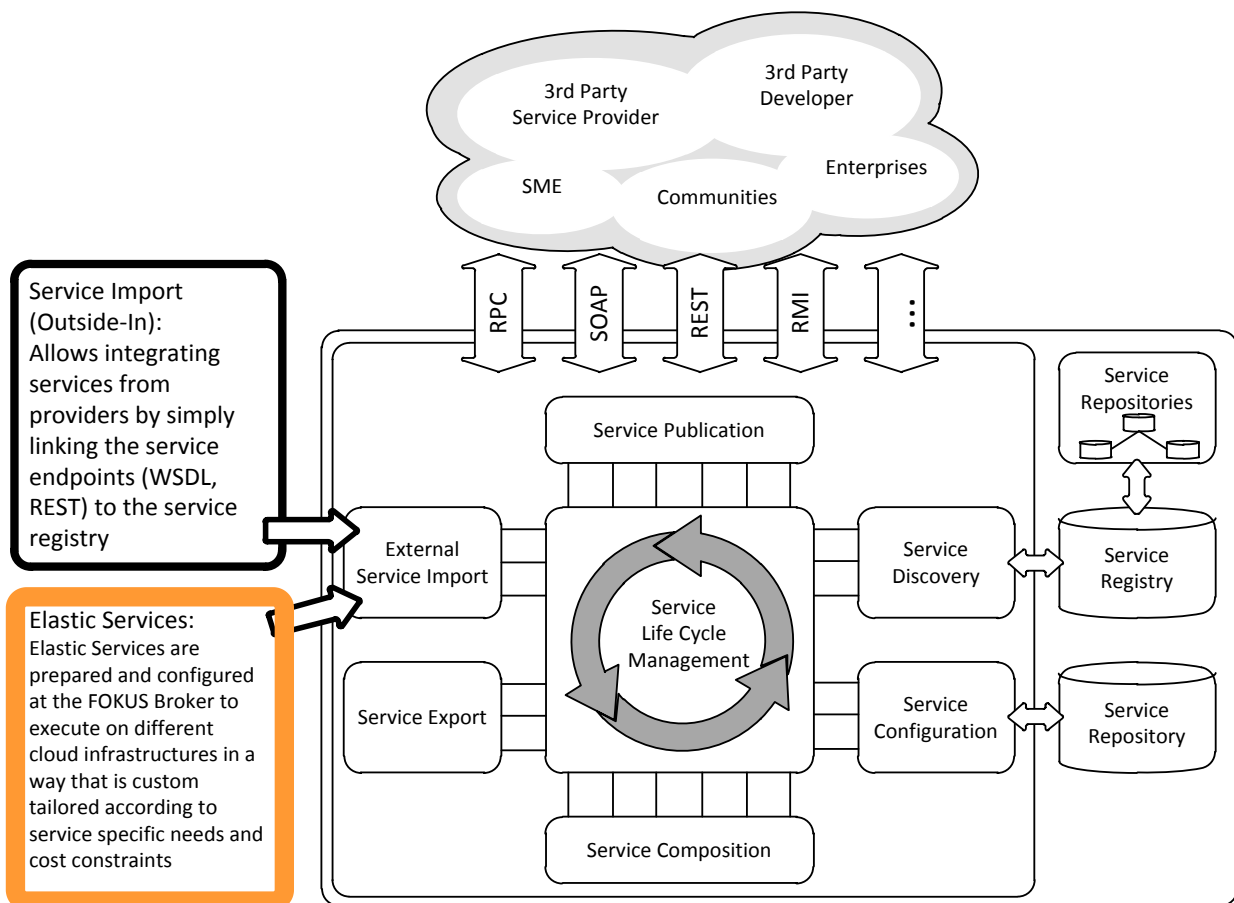 3rd Party
Service Provider
3rd Party
Developer
SME
Communities
Enterprises
RPC
SOAP
REST
RMI
...
Service Import
(Outside-In):
Allows integrating
services from
providers by simply
linking the service
endpoints (WSDL,
REST) to the service
registry
Elastic Services:
Elastic Services are
prepared and configured
at the FOKUS Broker to
execute on different
cloud infrastructures in a
way that is custom
tailored according to
service specific needs and
cost constraints
Service Publication
External
Service Import
Service Export
Service
Life Cycle
Management
Service Composition
Service
Discovery
Service
Configuration
Service
Repositories
Service
Registry
Service
Repository